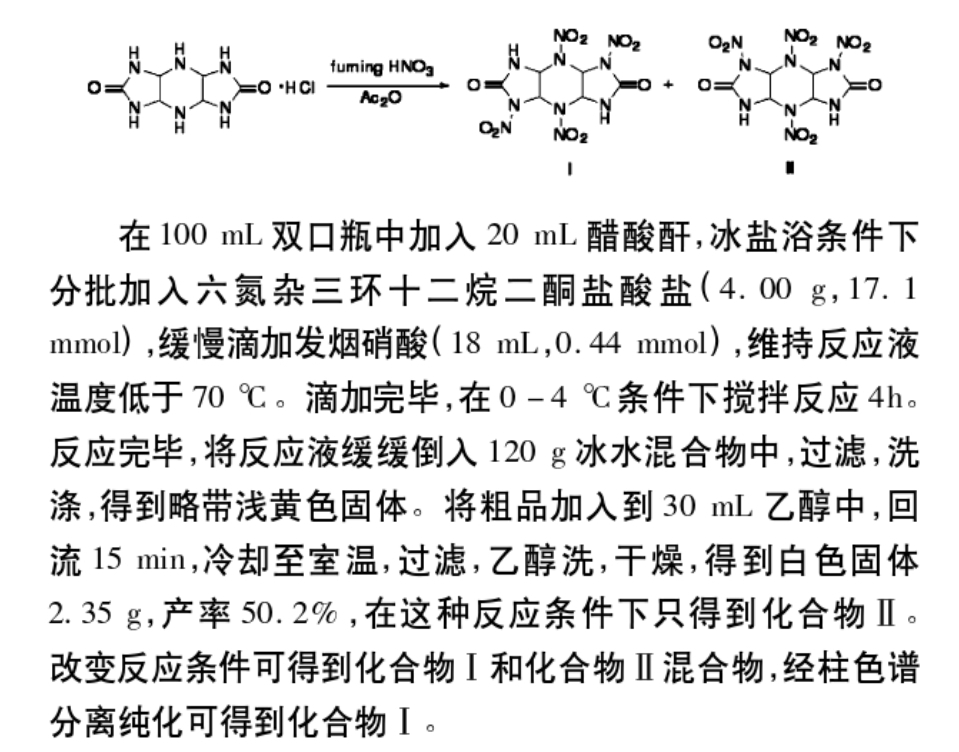 H H H
N N N
O O ·HCl
N N N
H H H
fuming HNO3
Ac2O
NO2 NO2
H
N N N
O O
N N N
H
O2N NO2
I
+
O2N NO2 NO2
N N N
O O
N N N
H H
NO2
II
在 100 mL 双口瓶中加入 20 mL 醋酸酐,冰盐浴条件下
分批加入六氮杂三环十二烷二酮盐酸盐(4. 00 g,17. 1
mmol) ,缓慢滴加发烟硝酸(18 mL,0. 44 mmol) ,维持反应液
温度低于 70 ℃。滴加完毕,在 0 – 4 ℃条件下搅拌反应 4h。
反应完毕,将反应液缓缓倒入 120 g 冰水混合物中,过滤,洗
涤,得到略带浅黄色固体。将粗品加入到 30 mL 乙醇中,回
流 15 min,冷却至室温,过滤,乙醇洗,干燥,得到白色固体
2. 35 g,产率 50. 2% ,在这种反应条件下只得到化合物 Ⅱ 。
改变反应条件可得到化合物 Ⅰ 和化合物 Ⅱ 混合物,经柱色谱
分离纯化可得到化合物 Ⅰ 。